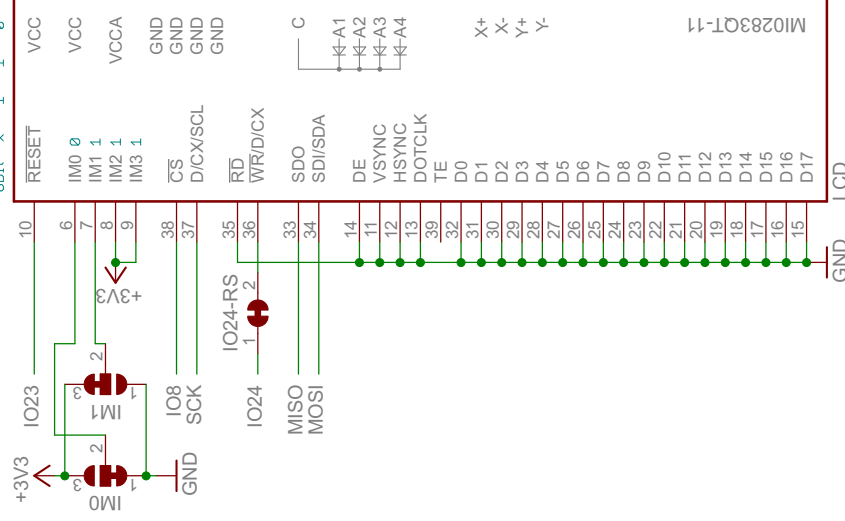 VCC
VCC
VCCA
GND
GND
GND
GND
C
A1
A2
A3
A4
X+
X-
Y+
Y-
MI0283QT-11
RESET
IM0 0
IM1 1
IM2 1
IM3 1
CS
D/CX/SCL
RD
WR/D/CX
SDO
SDI/SDA
DE
VSYNC
HSYNC
DOTCLK
TE
D0
D1
D2
D3
D4
D5
D6
D7
D8
D9
D10
D11
D12
D13
D14
D15
D16
D17
LCD
10
6
7
8
9
38
37
35
36
33
34
14
11
12
13
39
32
31
30
29
28
27
26
25
24
23
22
21
20
19
18
17
16
15
GND
+3V3
IO24-RS
2
1
2
3
1
IM1
IO23
IO8
SCK
IO24
MISO
MOSI
+3V3
2
3
1
IM0
GND